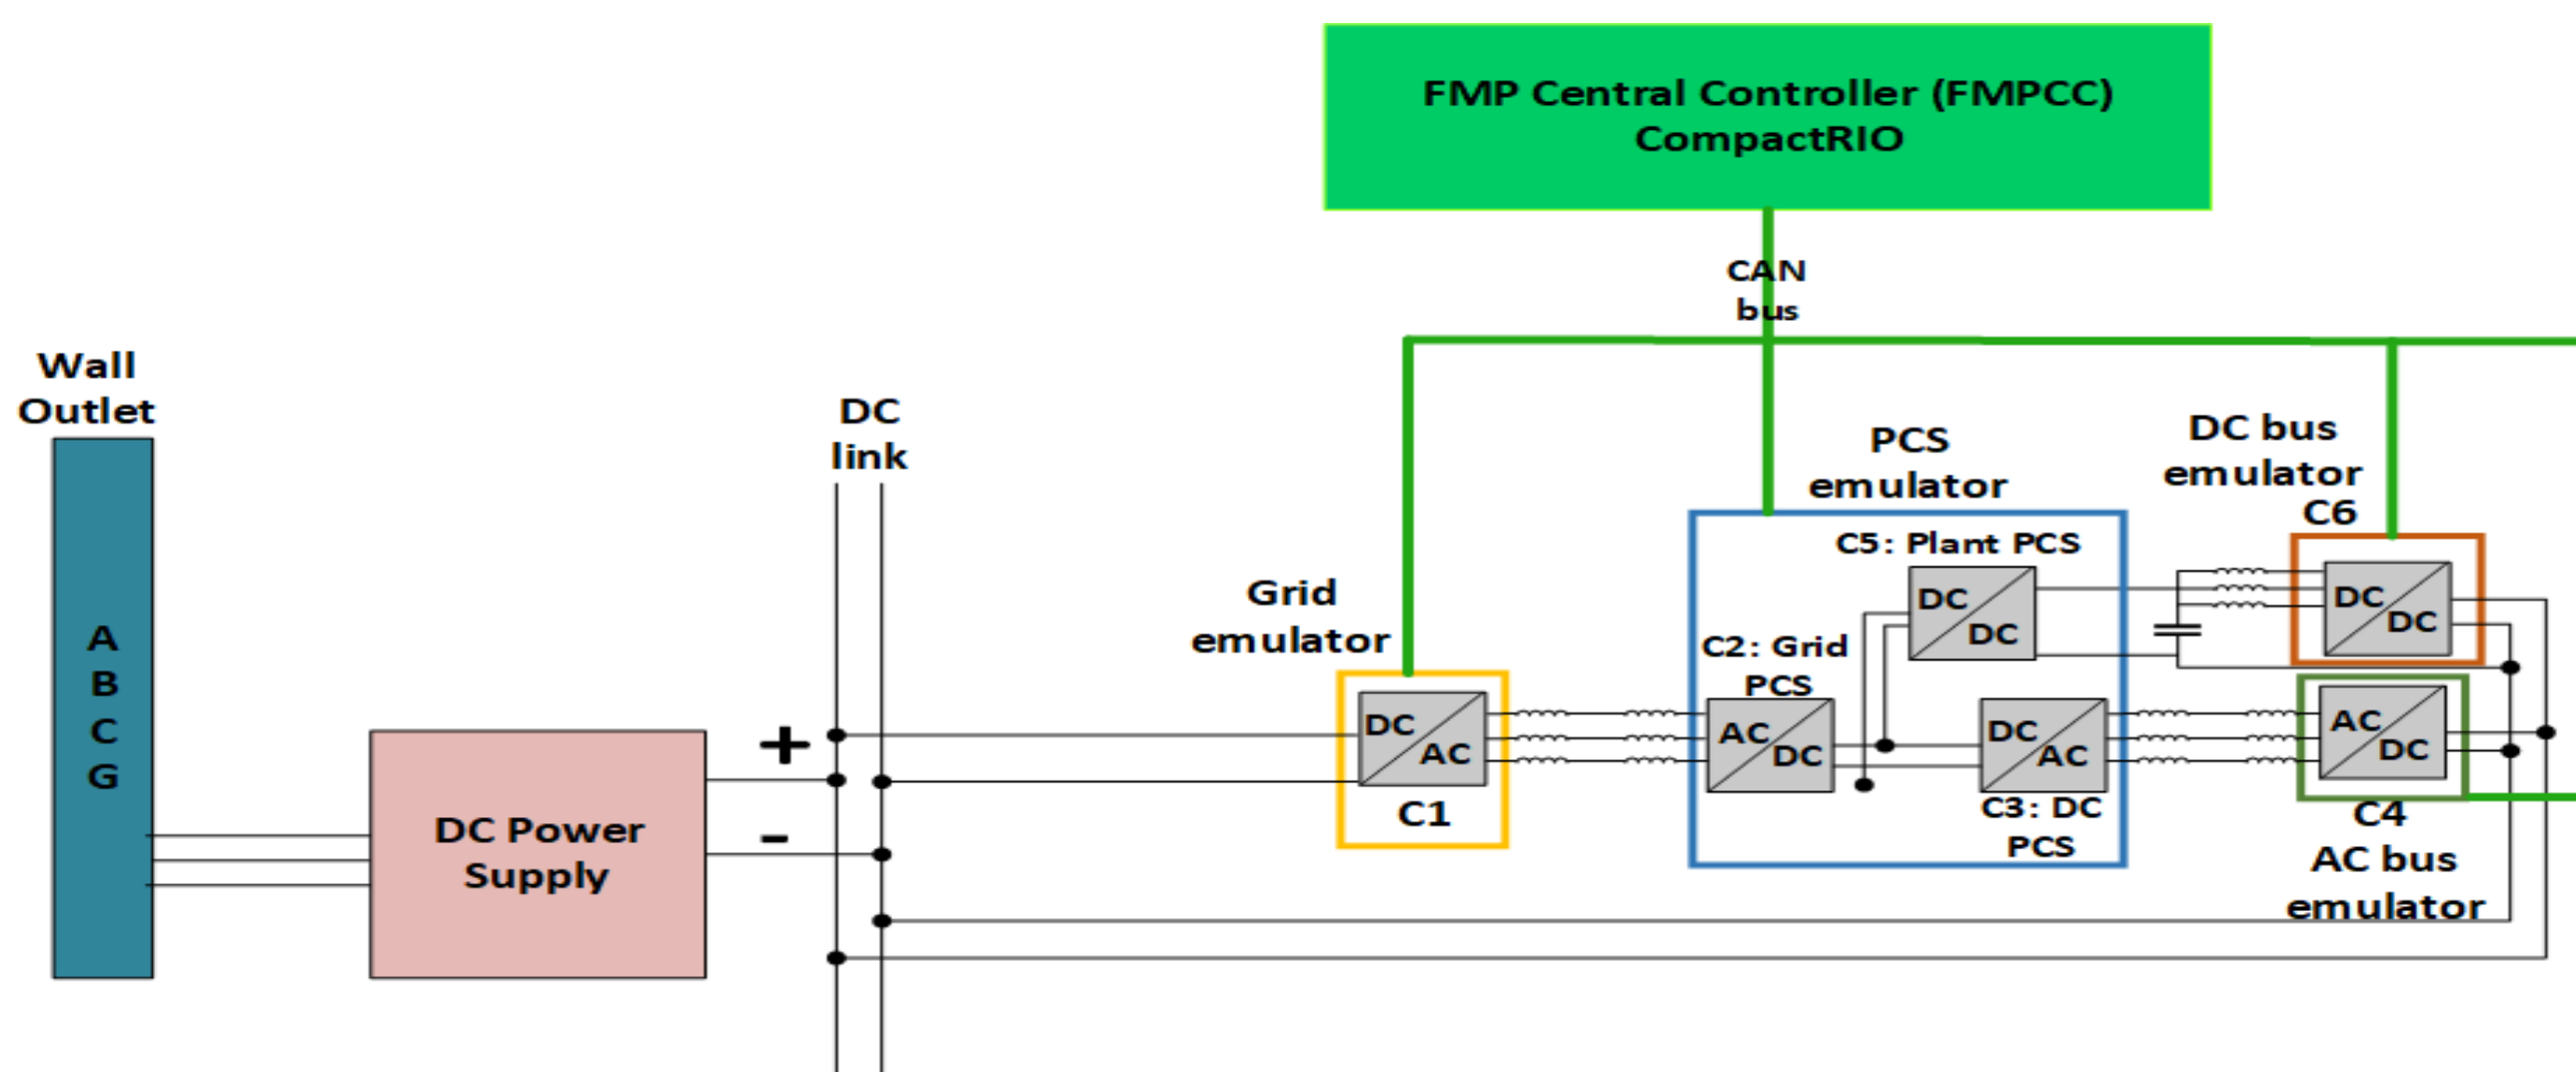 FMP Central Controller (FMPCC)
CompactRIO
CAN
bus
Wall
Outlet
A
B
C
G
DC Power
Supply
DC
link
+
-
Grid
emulator
DC
AC
C1
PCS
emulator
C5: Plant PCS
DC
DC
C2: Grid
PCS
AC
DC
DC
AC
C3: DC
PCS
DC bus
emulator
C6
DC
DC
AC
DC
C4
AC bus
emulator